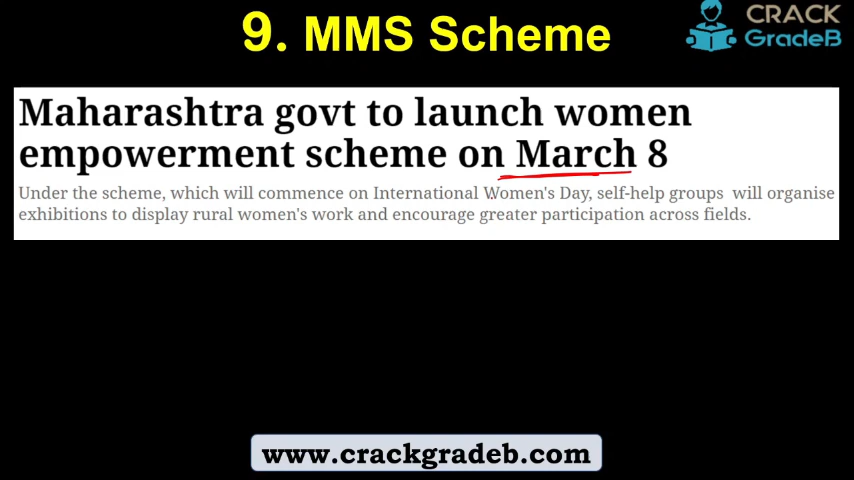 9. MMS Scheme
CRACK
GradeB
Maharashtra govt to launch women
empowerment scheme on March 8
Under the scheme, which will commence on International Women's Day, self-help groups will organise
exhibitions to display rural women's work and encourage greater participation across fields.
www.crackgradeb.com